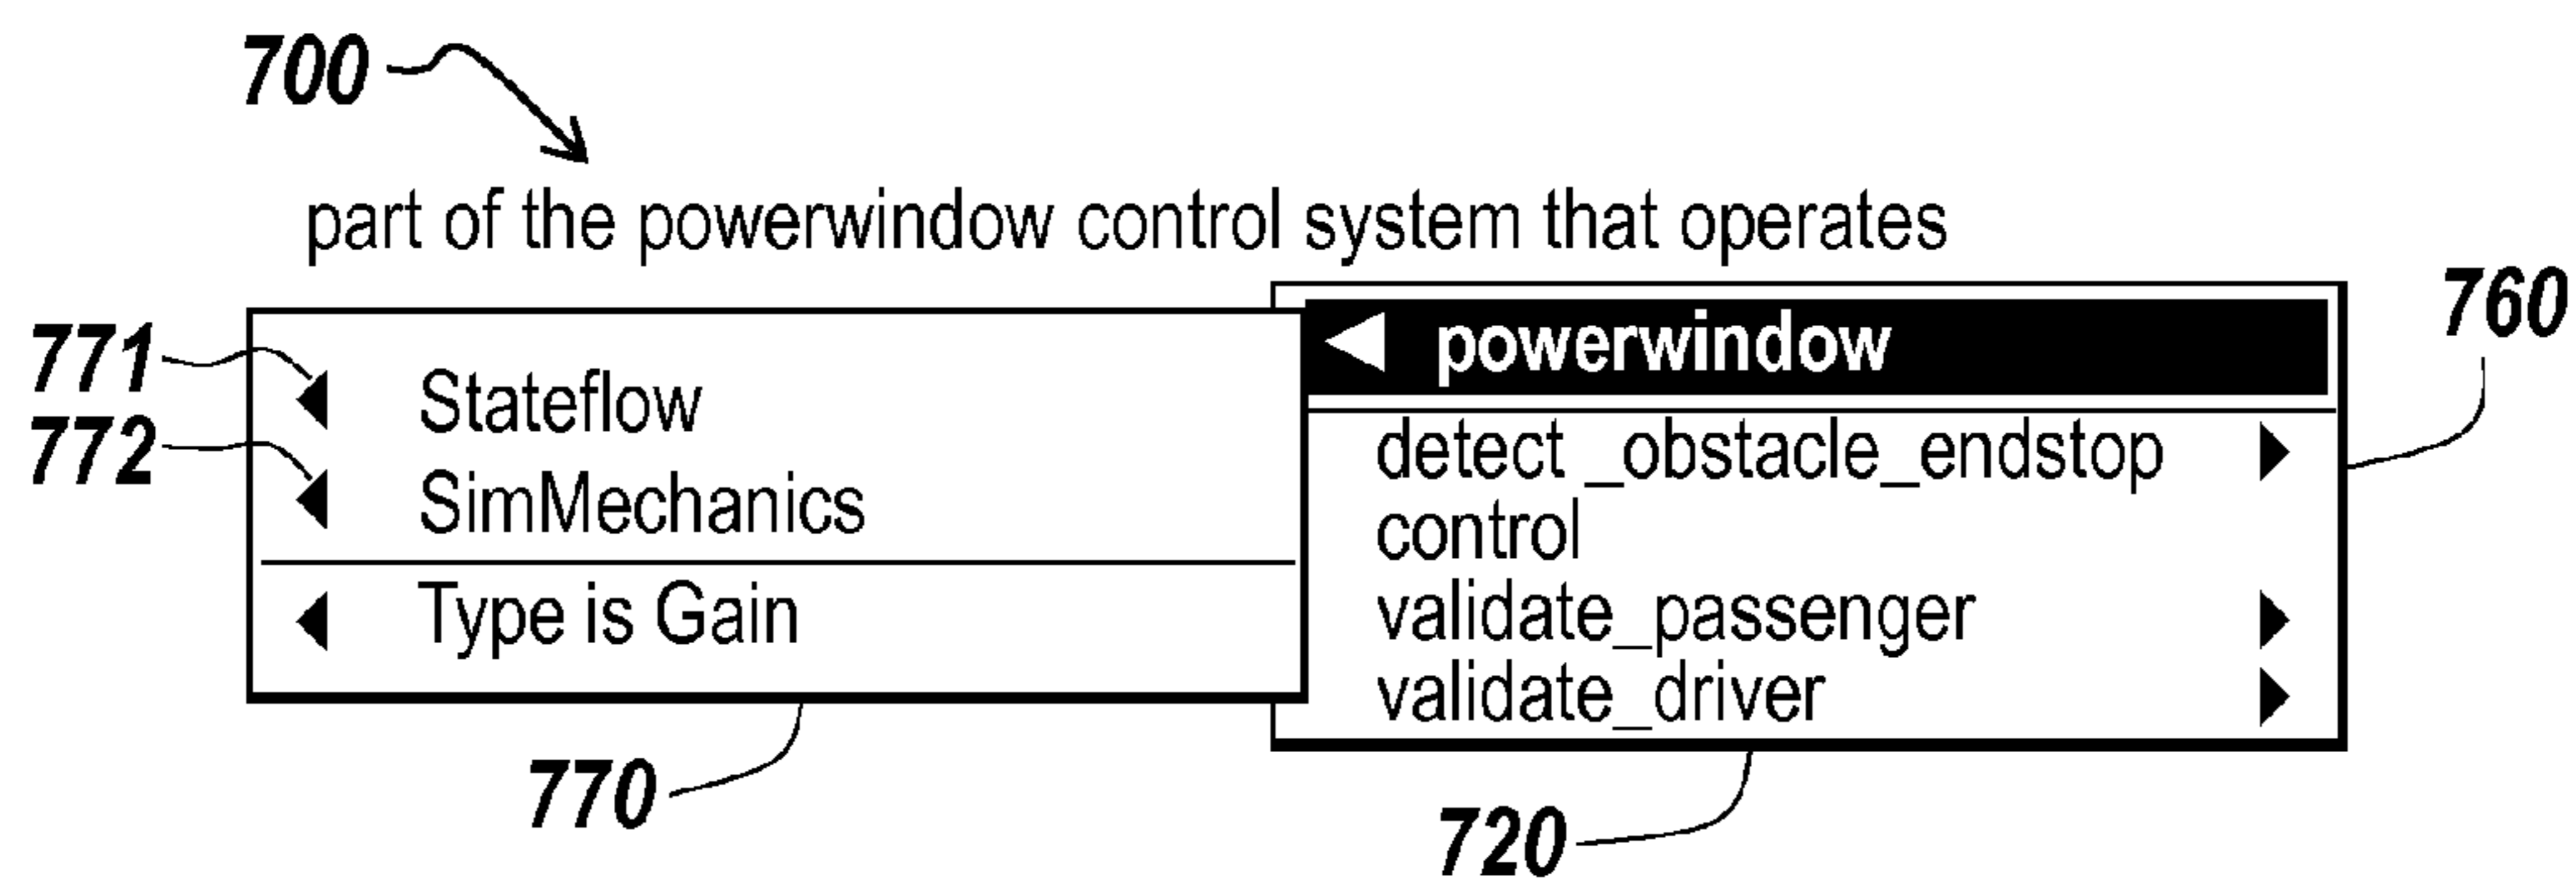 700
part of the powerwindow control system that operates
760
powerwindow
771
Stateflow
772
SimMechanics
Type is Gain
detect _obstacle_endstop
control
validate_passenger
validate_driver
770
720